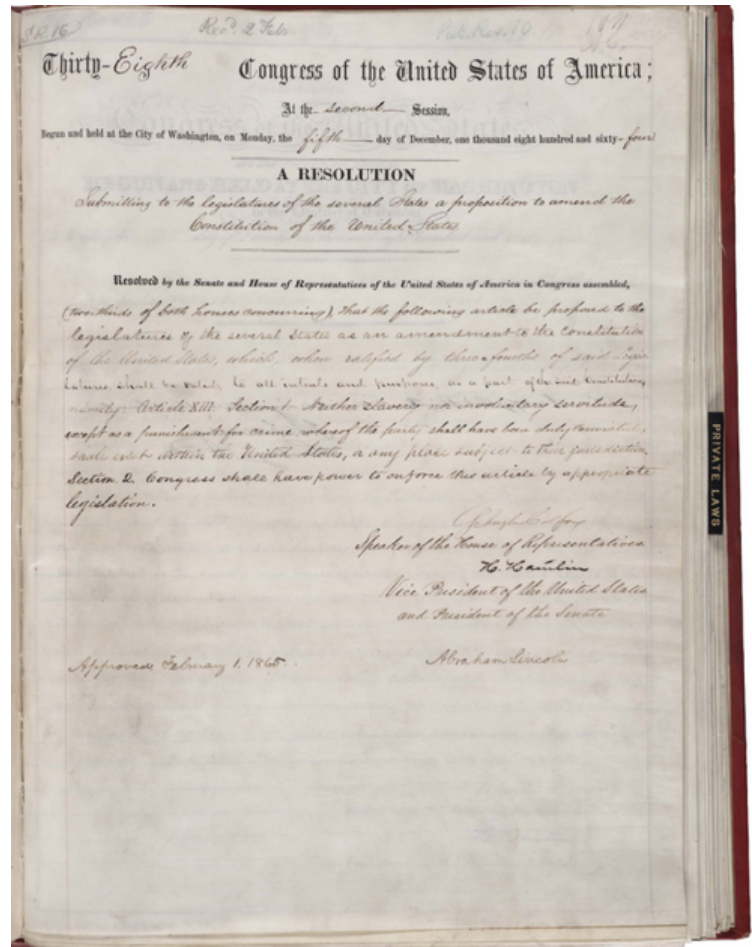 S.R. 16
Rec'd. 2 Feb.
Pub. Res. 10
Thirty-Eighth Congress of the United States of America;
At the second Session,
Begun and held at the City of Washington, on Monday, the fifth day of December, one thousand eight hundred and sixty-four
A RESOLUTION
Submitting to the legislatures of the several States a proposition to amend the
Constitution of the United States.
Resolved by the Senate and House of Representatives of the United States of America in Congress assembled,
(two-thirds of both houses concurring), That the following article be proposed to the
legislatures of the several States as an amendment to the Constitution
of the United States, which, when ratified by three-fourths of said Legis-
latures, shall be valid, to all intents and purposes, as a part of the said Constitution,
namely: Article XIII. Section 1. Neither slavery nor involuntary servitude,
except as a punishment for crime whereof the party shall have been duly convicted,
shall exist within the United States, or any place subject to their jurisdiction.
Section 2. Congress shall have power to enforce this article by appropriate
legislation.
Schuyler Colfax
Speaker of the House of Representatives
H. Hamlin
Vice President of the United States
and President of the Senate
Approved February 1, 1865. Abraham Lincoln
PRIVATE LAWS